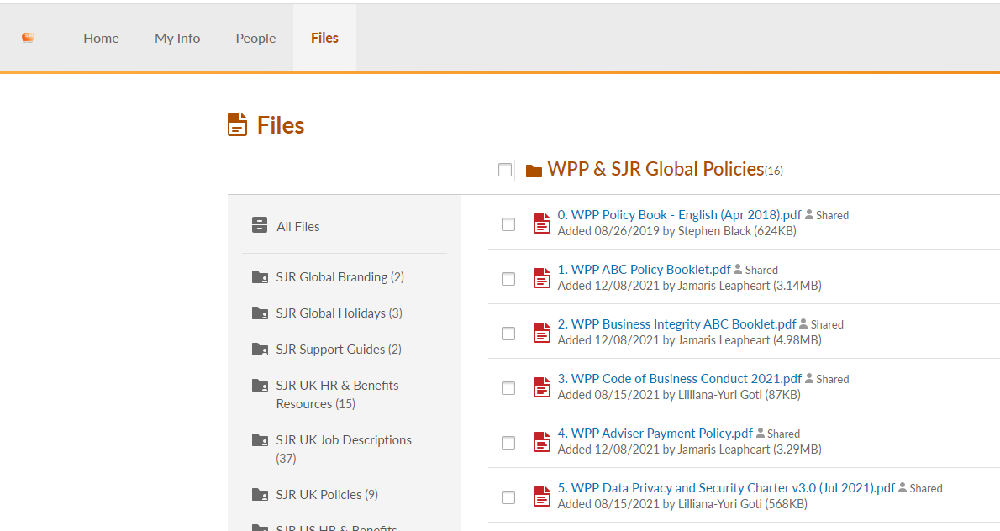 Home My Info People Files
Files
WPP & SJR Global Policies(16)
All Files
SJR Global Branding (2)
SJR Global Holidays (3)
SJR Support Guides (2)
SJR UK HR & Benefits
Resources (15)
SJR UK Job Descriptions
(37)
SJR UK Policies (9)
SJR US HR & Benefits
0. WPP Policy Book - English (Apr 2018).pdf Shared
Added 08/26/2019 by Stephen Black (624KB)
1. WPP ABC Policy Booklet.pdf Shared
Added 12/08/2021 by Jamaris Leapheart (3.14MB)
2. WPP Business Integrity ABC Booklet.pdf Shared
Added 12/08/2021 by Jamaris Leapheart (4.98MB)
3. WPP Code of Business Conduct 2021.pdf Shared
Added 08/15/2021 by Lilliana-Yuri Goti (87KB)
4. WPP Adviser Payment Policy.pdf Shared
Added 12/08/2021 by Jamaris Leapheart (3.29MB)
5. WPP Data Privacy and Security Charter v3.0 (Jul 2021).pdf Shared
Added 08/15/2021 by Lilliana-Yuri Goti (568KB)